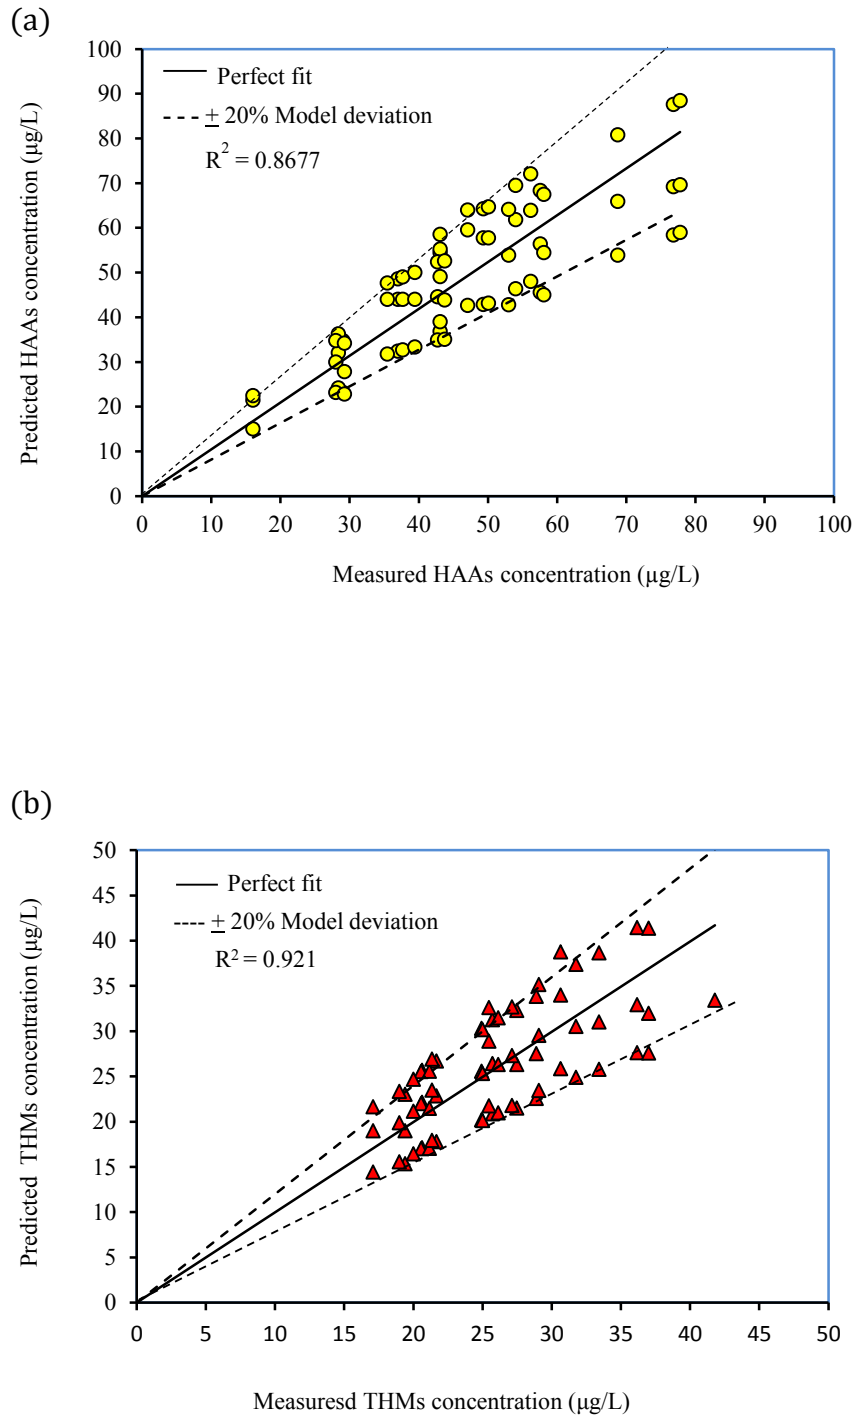 (a)
100
90
80
70
60
50
40
30
20
10
0
Predicted HAAs concentration (µg/L)
Perfect fit
+ 20% Model deviation
R2 = 0.8677
0 10 20 30 40 50 60 70 80 90 100
Measured HAAs concentration (µg/L)
(b)
50
45
40
35
30
25
20
15
10
5
0
Predicted THMs concentration (µg/L)
Perfect fit
+ 20% Model deviation
R2 = 0.921
0 5 10 15 20 25 30 35 40 45 50
Measuresd THMs concentration (µg/L)